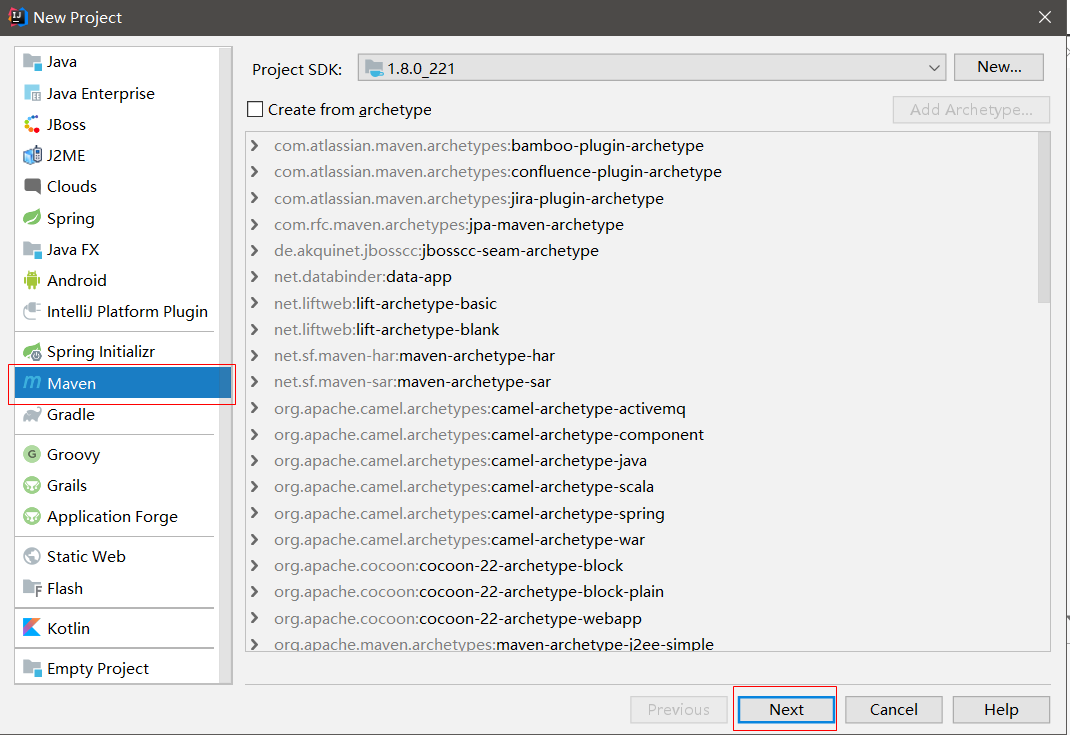 New Project
Java
Java Enterprise
JBoss
J2ME
Clouds
Spring
Java FX
Android
IntelliJ Platform Plugin
Spring Initializr
Maven
Gradle
Groovy
Grails
Application Forge
Static Web
Flash
Kotlin
Empty Project
Project SDK: 1.8.0_221 New...
Create from archetype Add Archetype...
com.atlassian.maven.archetypes:bamboo-plugin-archetype
com.atlassian.maven.archetypes:confluence-plugin-archetype
com.atlassian.maven.archetypes:jira-plugin-archetype
com.rfc.maven.archetypes:jpa-maven-archetype
de.akquinet.jbosscc:jbosscc-seam-archetype
net.databinder:data-app
net.liftweb:lift-archetype-basic
net.liftweb:lift-archetype-blank
net.sf.maven-har:maven-archetype-har
net.sf.maven-sar:maven-archetype-sar
org.apache.camel.archetypes:camel-archetype-activemq
org.apache.camel.archetypes:camel-archetype-component
org.apache.camel.archetypes:camel-archetype-java
org.apache.camel.archetypes:camel-archetype-scala
org.apache.camel.archetypes:camel-archetype-spring
org.apache.camel.archetypes:camel-archetype-war
org.apache.cocoon:cocoon-22-archetype-block
org.apache.cocoon:cocoon-22-archetype-block-plain
org.apache.cocoon:cocoon-22-archetype-webapp
org.apache.maven.archetypes:maven-archetype-j2ee-simple
Previous Next Cancel Help